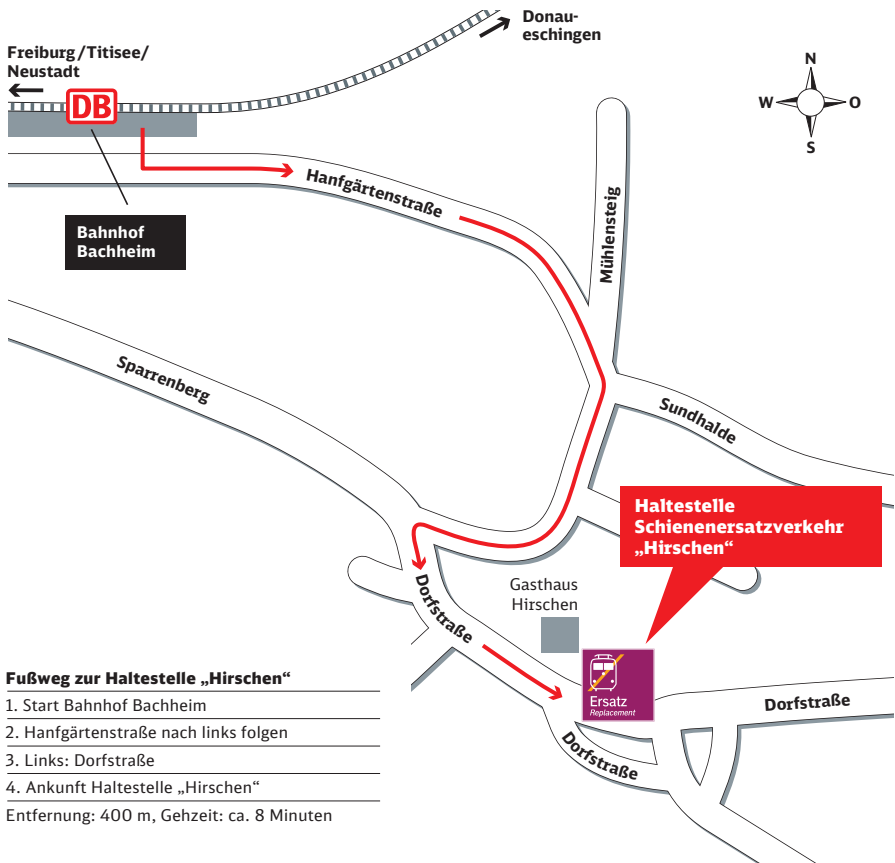 Donau-
eschingen
Freiburg/Titisee/
Neustadt
DB
N
W
O
S
Hanfgärtenstraße
Mühlensteig
Bahnhof
Bachheim
Sparrenberg
Sundhalde
Haltestelle
Schienenersatzverkehr
„Hirschen“
Gasthaus
Hirschen
Dorfstraße
Ersatz
Replacement
Dorfstraße
Dorfstraße
Fußweg zur Haltestelle „Hirschen“
1. Start Bahnhof Bachheim
2. Hanfgärtenstraße nach links folgen
3. Links: Dorfstraße
4. Ankunft Haltestelle „Hirschen“
Entfernung: 400 m, Gehzeit: ca. 8 Minuten